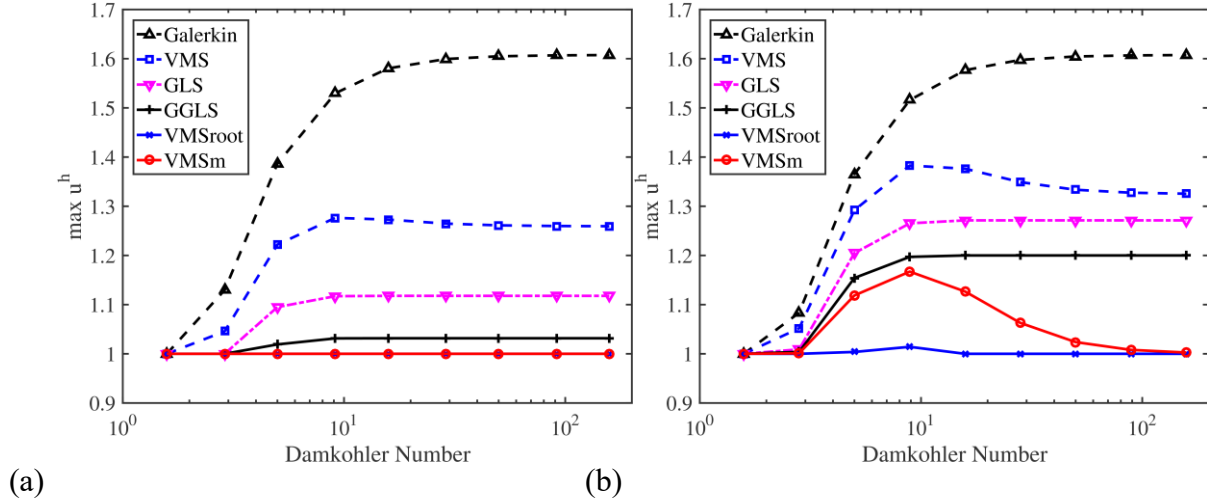 1.7
1.6
1.5
1.4
1.3
1.2
1.1
1
0.9
max u^h
Galerkin
VMS
GLS
GGLS
VMSroot
VMSm
10^0
10^1
10^2
Damkohler Number
(a)
1.7
1.6
1.5
1.4
1.3
1.2
1.1
1
0.9
max u^h
Galerkin
VMS
GLS
GGLS
VMSroot
VMSm
10^0
10^1
10^2
Damkohler Number
(b)